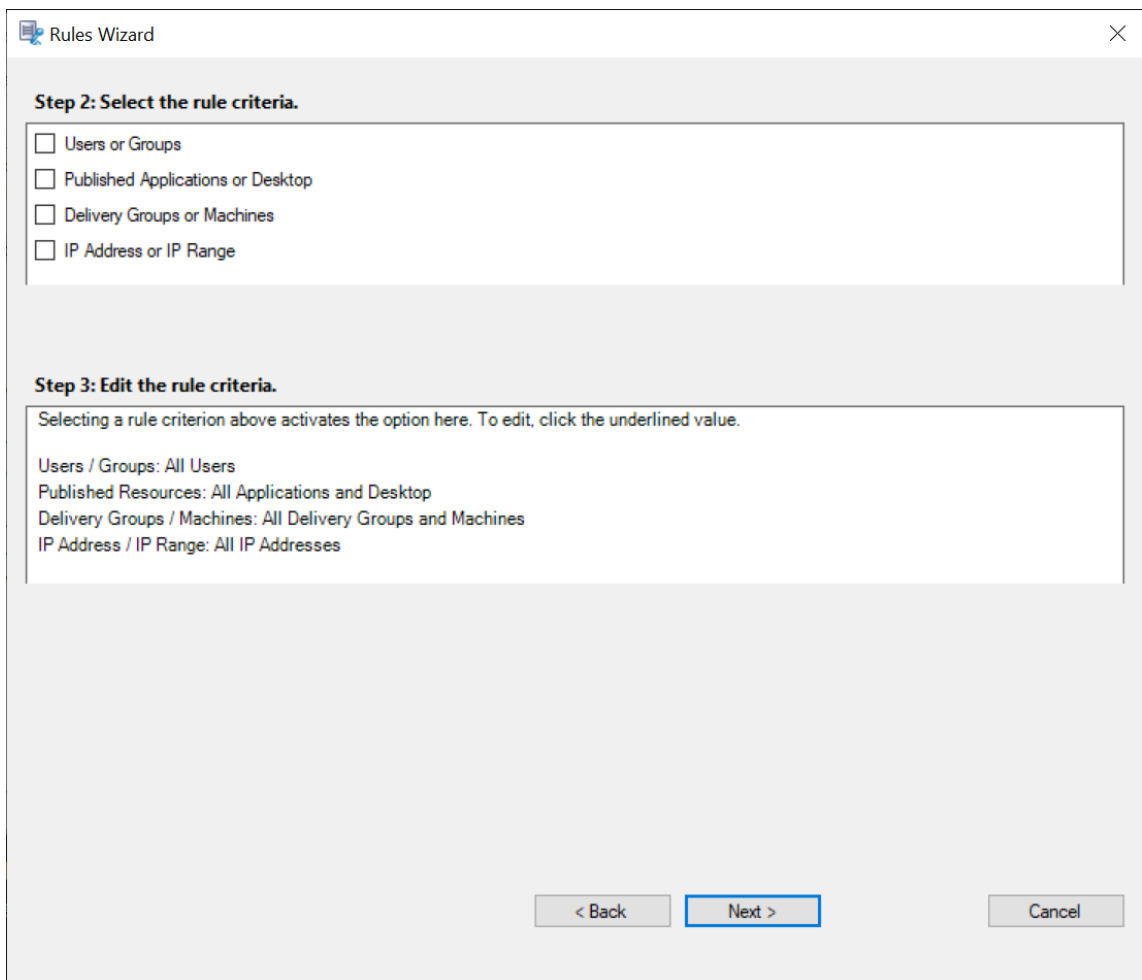 Rules Wizard
Step 2: Select the rule criteria.
Users or Groups
Published Applications or Desktop
Delivery Groups or Machines
IP Address or IP Range
Step 3: Edit the rule criteria.
Selecting a rule criterion above activates the option here. To edit, click the underlined value.
Users / Groups: All Users
Published Resources: All Applications and Desktop
Delivery Groups / Machines: All Delivery Groups and Machines
IP Address / IP Range: All IP Addresses
< Back Next > Cancel